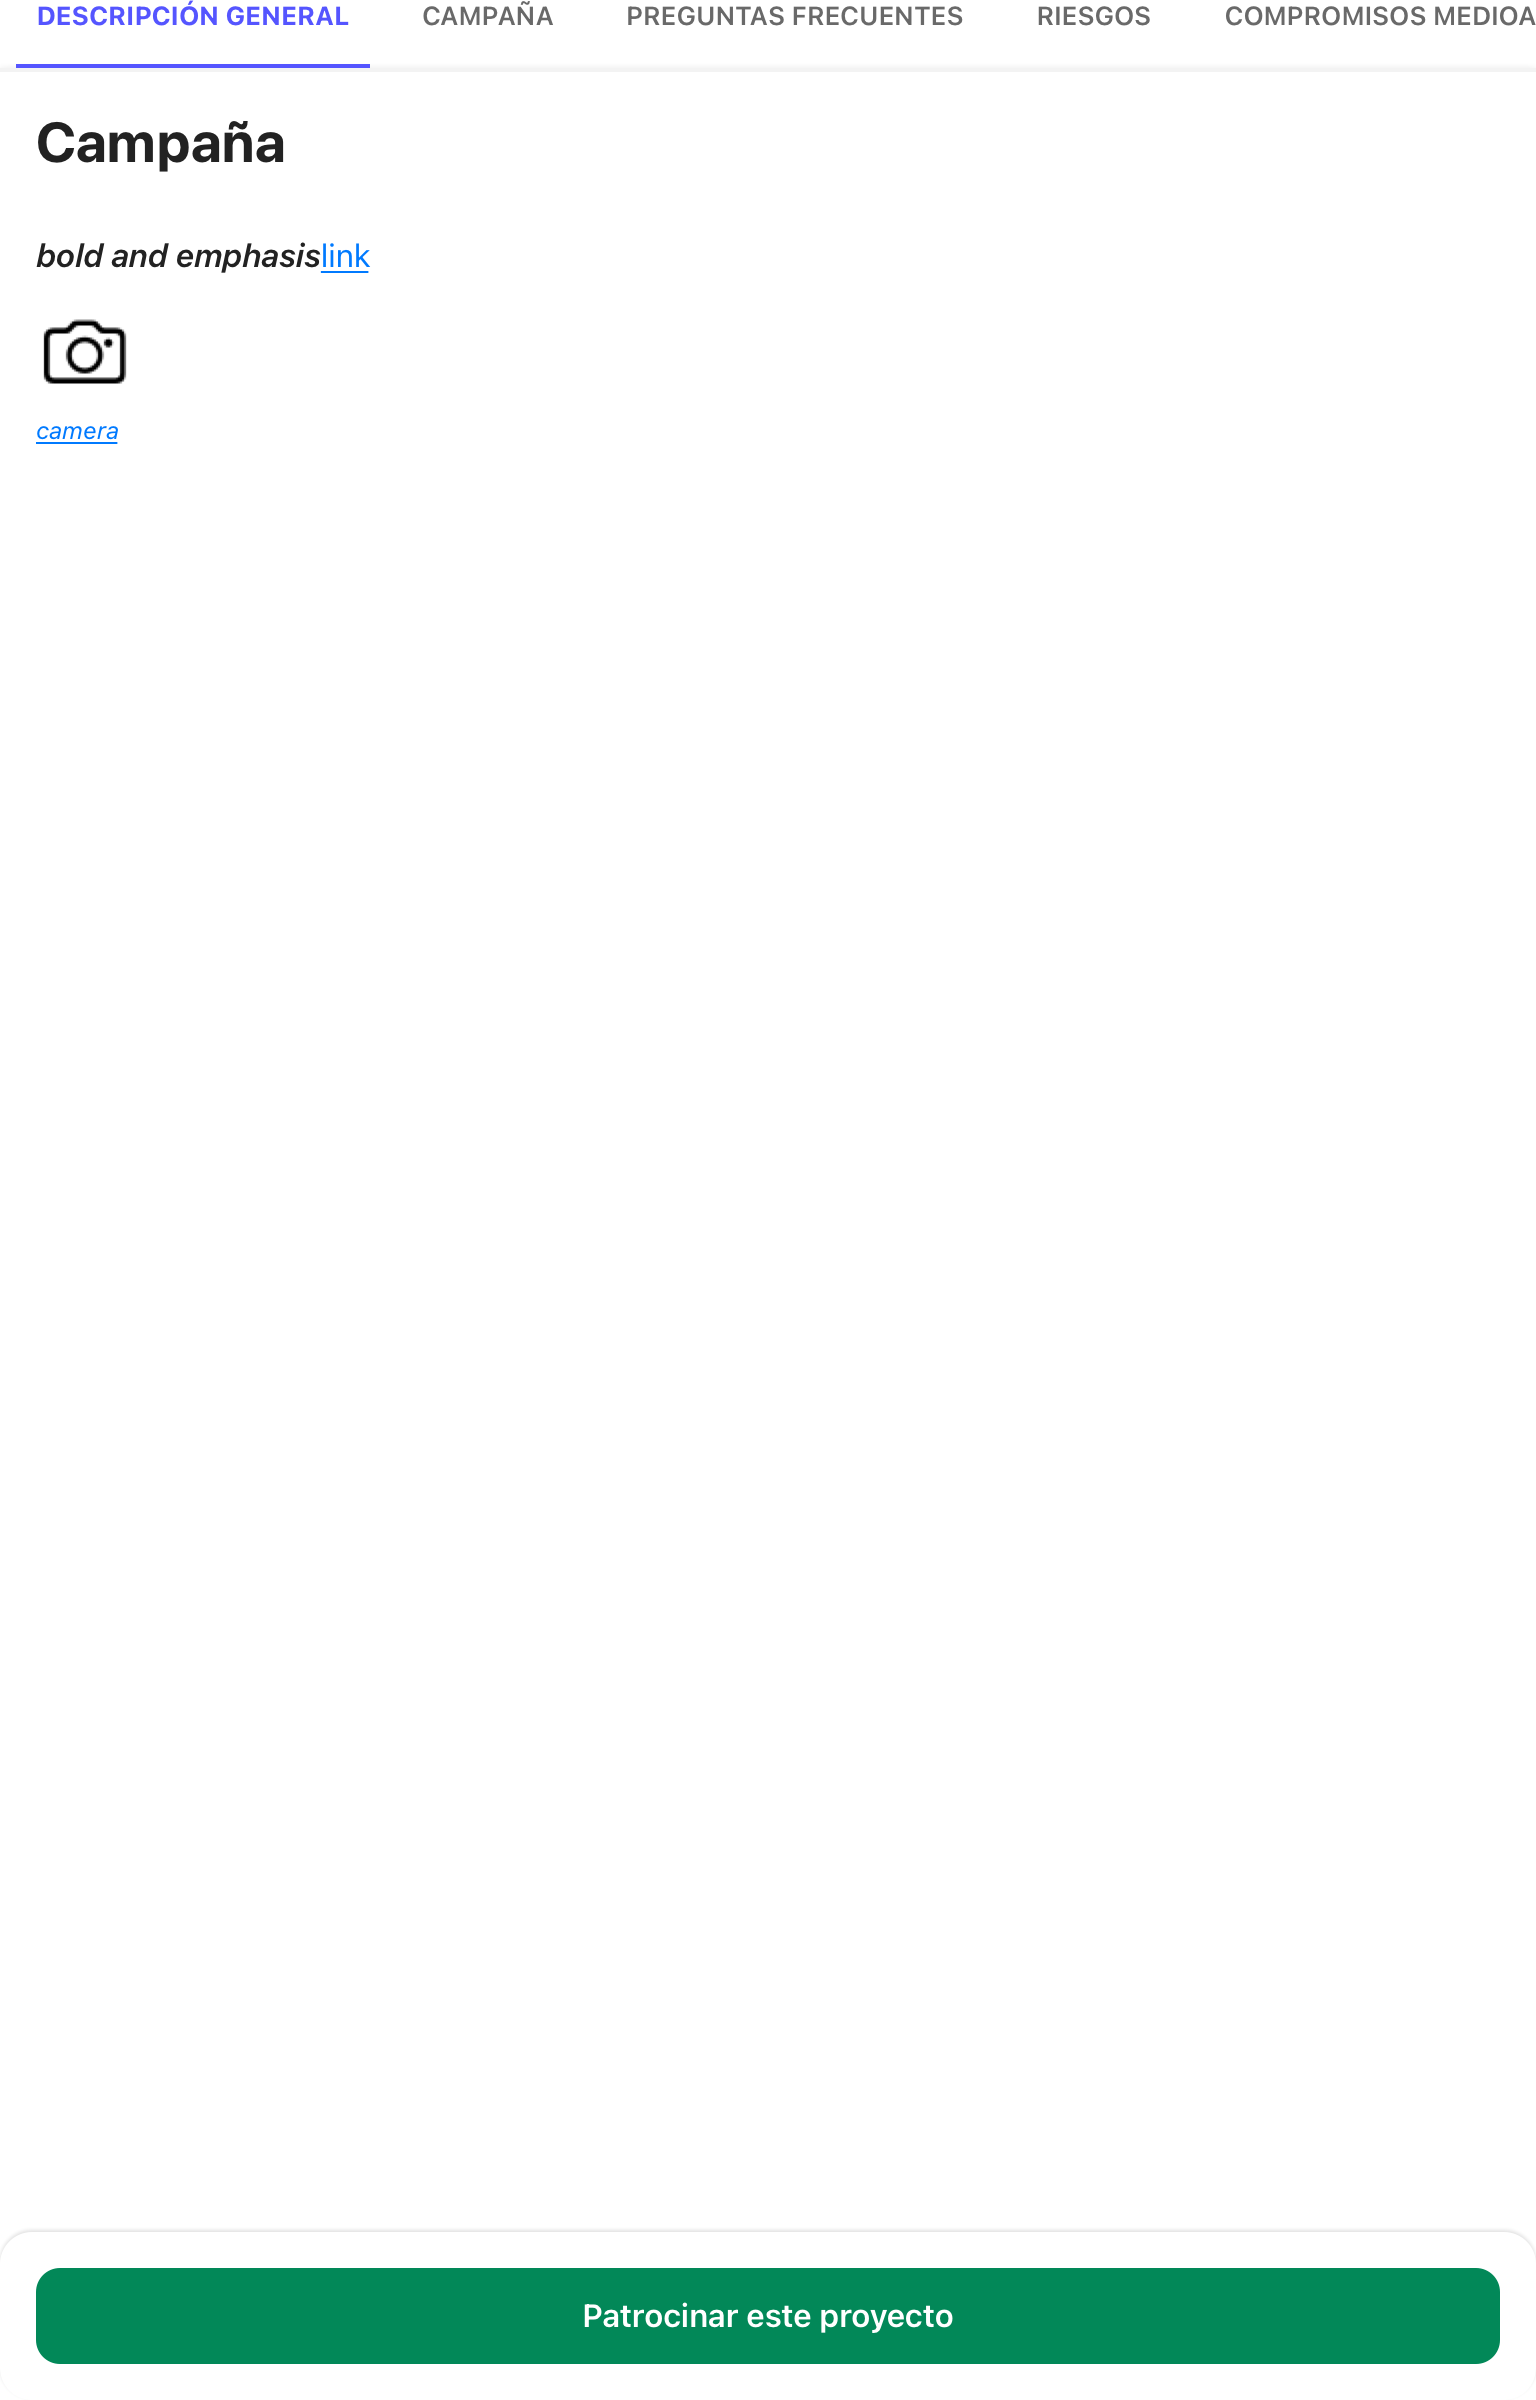 DESCRIPCIÓN GENERAL CAMPAÑA PREGUNTAS FRECUENTES RIESGOS COMPROMISOS MEDIOA
Campaña
bold and emphasislink
camera
Patrocinar este proyecto